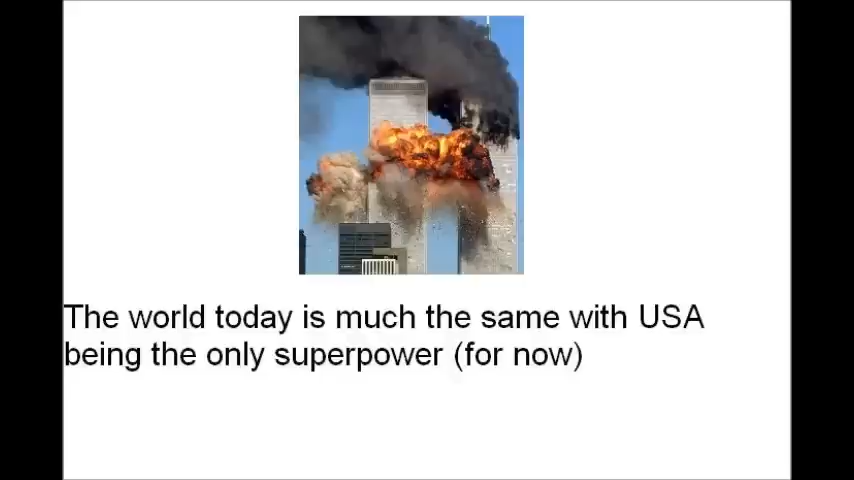 The world today is much the same with USA
being the only superpower (for now)